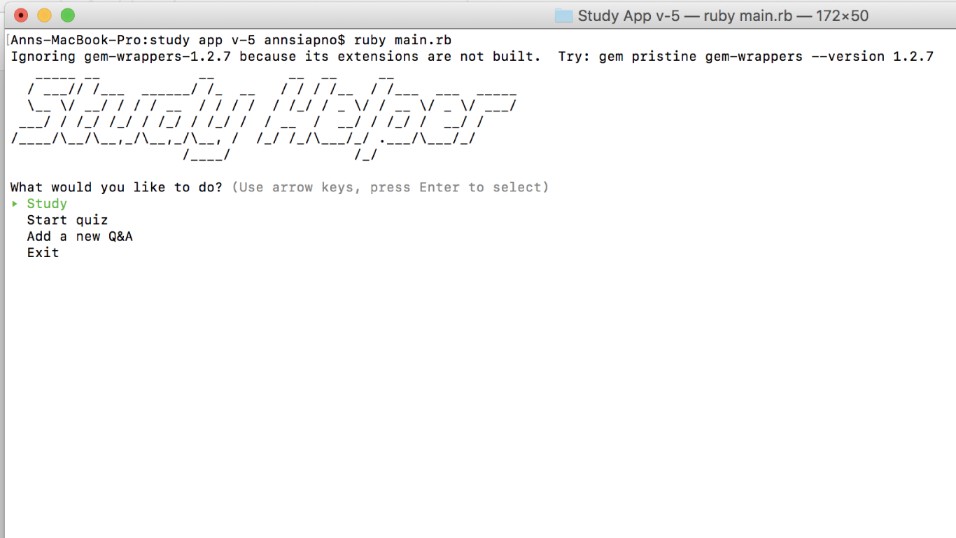 Study App v-5 — ruby main.rb — 172×50
[Anns-MacBook-Pro:study app v-5 annsiapno$ ruby main.rb
Ignoring gem-wrappers-1.2.7 because its extensions are not built.  Try: gem pristine gem-wrappers --version 1.2.7
Study Helper
What would you like to do? (Use arrow keys, press Enter to select)
‣ Study
Start quiz
Add a new Q&A
Exit